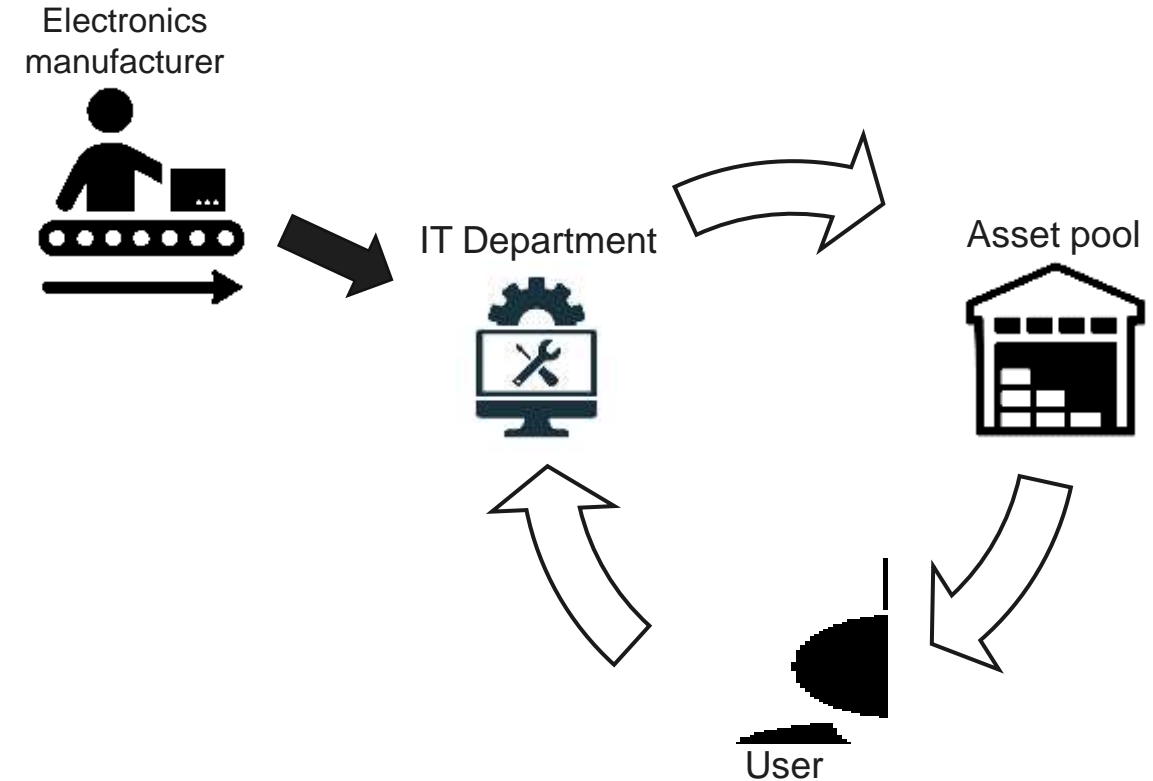 Electronics
manufacturer
IT Department
Asset pool
User